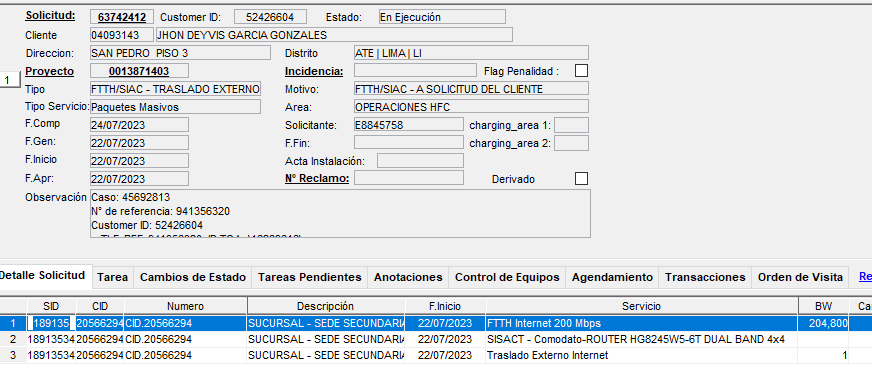 Solicitud: 63742412 Customer ID: 52426604 Estado: En Ejecución
Cliente 04093143 JHON DEYVIS GARCIA GONZALES
Direccion: SAN PEDRO PISO 3 Distrito ATE | LIMA | LI
Proyecto 0013871403 Incidencia: Flag Penalidad :
1
Tipo FTTH/SIAC - TRASLADO EXTERNO Motivo: FTTH/SIAC - A SOLICITUD DEL CLIENTE
Tipo Servicio: Paquetes Masivos Area: OPERACIONES HFC
F.Comp 24/07/2023 Solicitante: E8845758 charging_area 1:
F.Gen: 22/07/2023 F.Fin: charging_area 2:
F.Inicio 22/07/2023 Acta Instalación:
F.Apr: 22/07/2023 N° Reclamo: Derivado
Observación Caso: 45692813
N° de referencia: 941356320
Customer ID: 52426604
Detalle Solicitud Tarea Cambios de Estado Tareas Pendientes Anotaciones Control de Equipos Agendamiento Transacciones Orden de Visita Re
SID CID Numero Descripción F.Inicio Servicio BW Ca
1 189135 20566294 CID.20566294 SUCURSAL - SEDE SECUNDARIA 22/07/2023 FTTH Internet 200 Mbps 204,800
2 18913534 20566294 CID.20566294 SUCURSAL - SEDE SECUNDARIA 22/07/2023 SISACT - Comodato-ROUTER HG8245W5-6T DUAL BAND 4x4
3 18913534 20566294 CID.20566294 SUCURSAL - SEDE SECUNDARIA 22/07/2023 Traslado Externo Internet 1